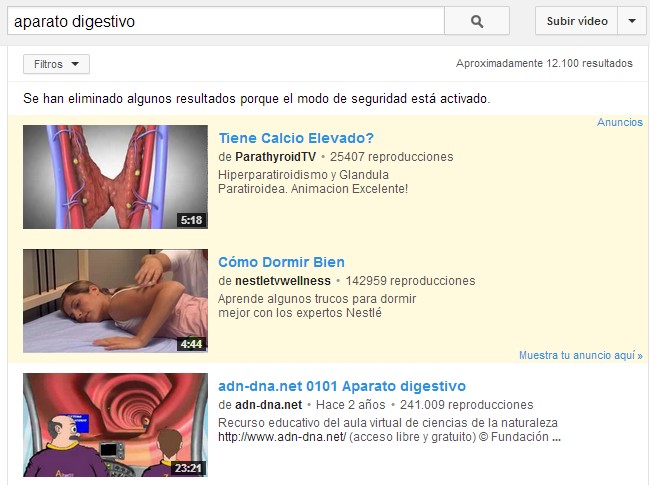 aparato digestivo
Subir vídeo
Filtros
Aproximadamente 12.100 resultados
Se han eliminado algunos resultados porque el modo de seguridad está activado.
Anuncios
Tiene Calcio Elevado?
de ParathyroidTV • 25407 reproducciones
Hiperparatiroidismo y Glandula
Paratiroidea. Animacion Excelente!
5:18
Cómo Dormir Bien
de nestletvwellness • 142959 reproducciones
Aprende algunos trucos para dormir
mejor con los expertos Nestlé
4:44
Muestra tu anuncio aquí »
adn-dna.net 0101 Aparato digestivo
de adn-dna.net • Hace 2 años • 241.009 reproducciones
Recurso educativo del aula virtual de ciencias de la naturaleza
http://www.adn-dna.net/ (acceso libre y gratuito) © Fundación ...
23:21